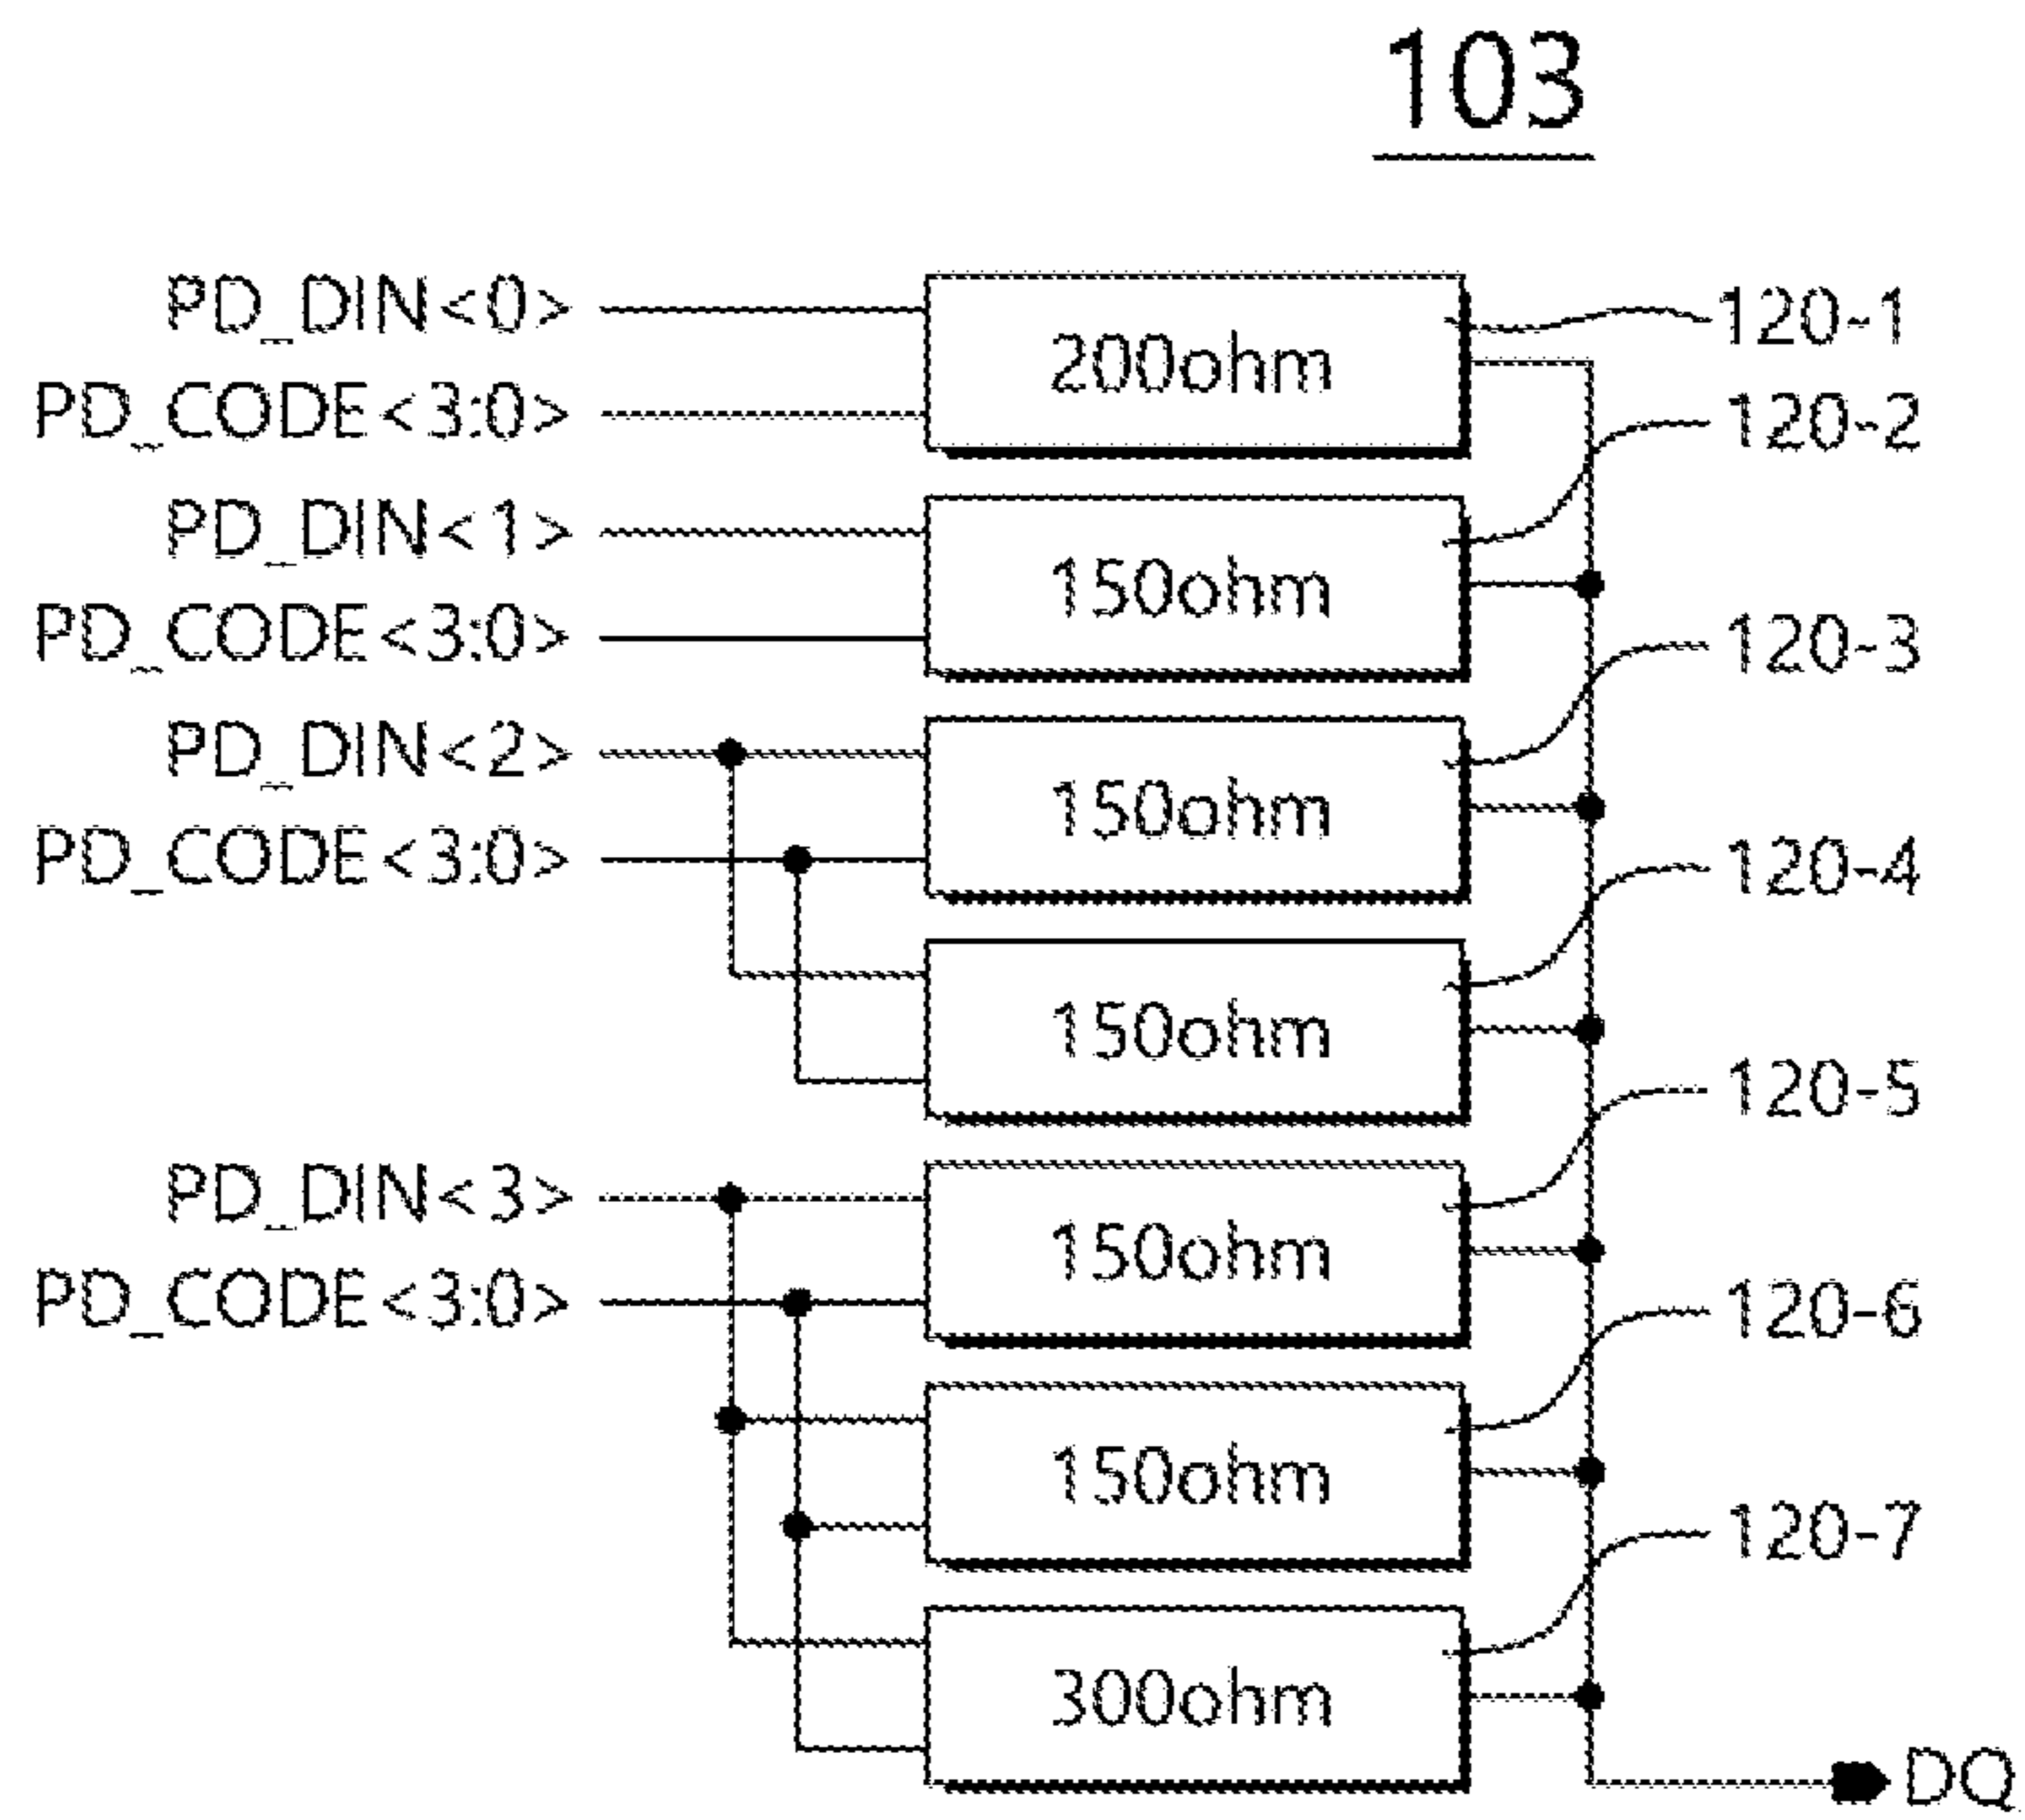 103
PD_DIN<0>
PD_CODE<3:0>
200ohm
120-1
PD_DIN<1>
PD_CODE<3:0>
150ohm
120-2
PD_DIN<2>
PD_CODE<3:0>
150ohm
120-3
150ohm
120-4
PD_DIN<3>
PD_CODE<3:0>
150ohm
120-5
150ohm
120-6
300ohm
120-7
DQ